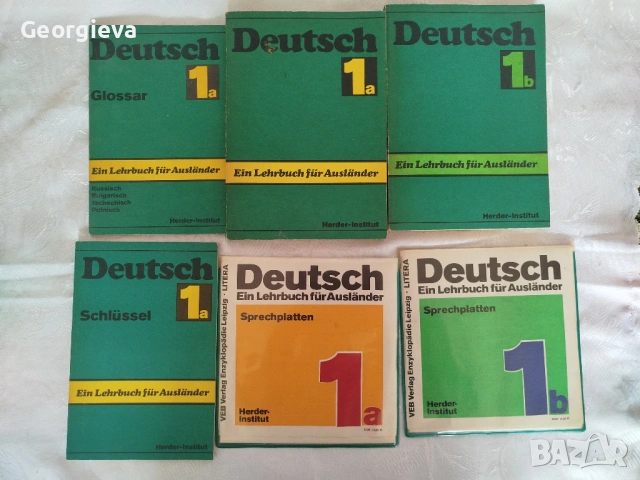 Georgieva
Deutsch
1a
Glossar
Ein Lehrbuch für Ausländer
Russisch
Bulgarisch
Tschechisch
Polnisch
Herder-Institut
Deutsch
1a
Ein Lehrbuch für Ausländer
Deutsch
1b
Ein Lehrbuch für Ausländer
Herder-Institut
Deutsch
1a
Schlüssel
Ein Lehrbuch für Ausländer
Herder-Institut
VEB Verlag Enzyklopädie Leipzig · LITERA
Deutsch
Ein Lehrbuch für Ausländer
Sprechplatten
1a
Herder-
Institut
VEB Verlag Enzyklopädie Leipzig · LITERA
Deutsch
Ein Lehrbuch für Ausländer
Sprechplatten
1b
Herder-
Institut
BAZAR